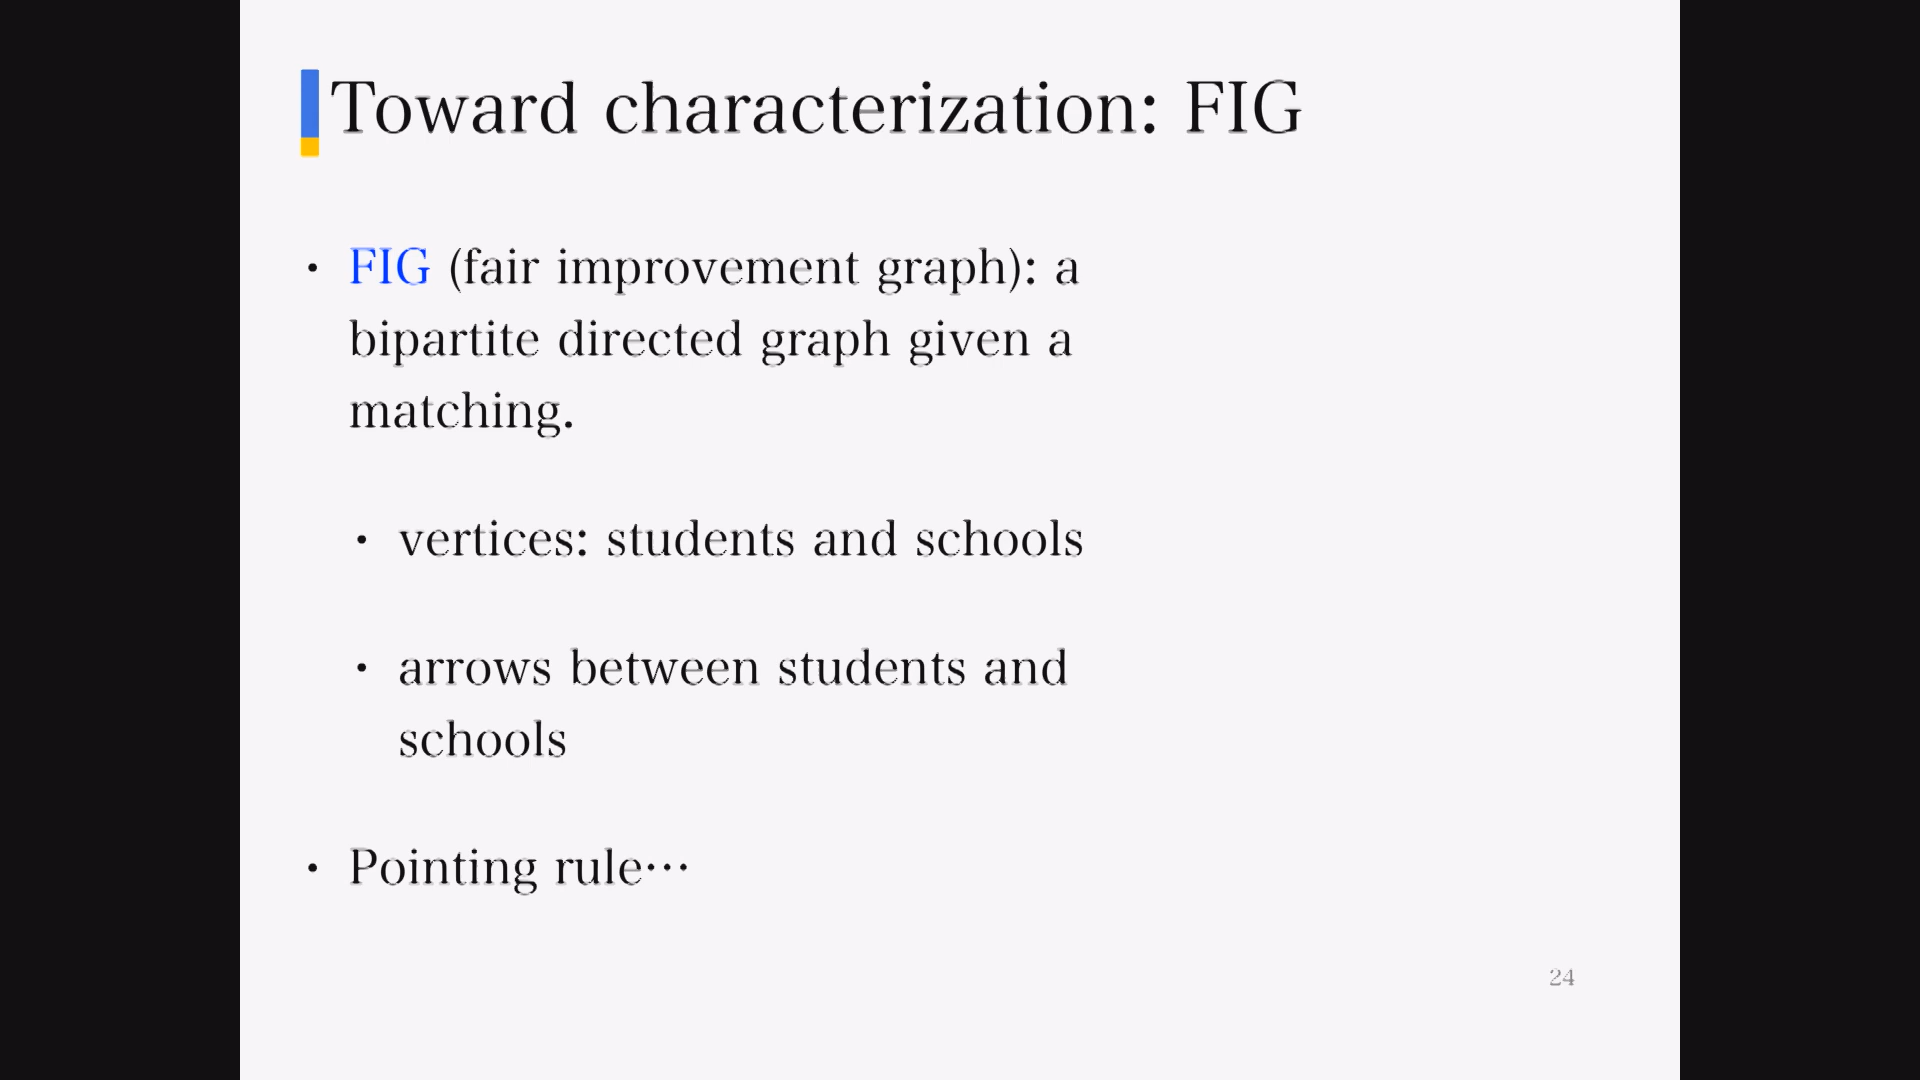 Toward characterization: FIG
• FIG (fair improvement graph): a
bipartite directed graph given a
matching.
• vertices: students and schools
• arrows between students and
schools
• Pointing rule⋯
24